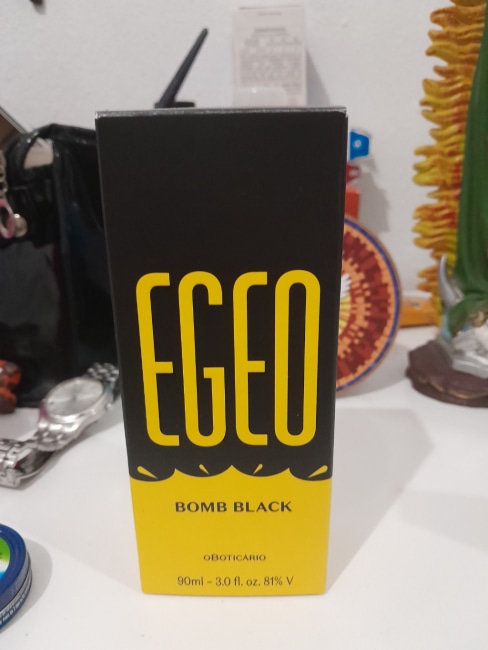 EGEO
BOMB BLACK
oBOTICÁRIO
90ml - 3.0 fl. oz. 81% V